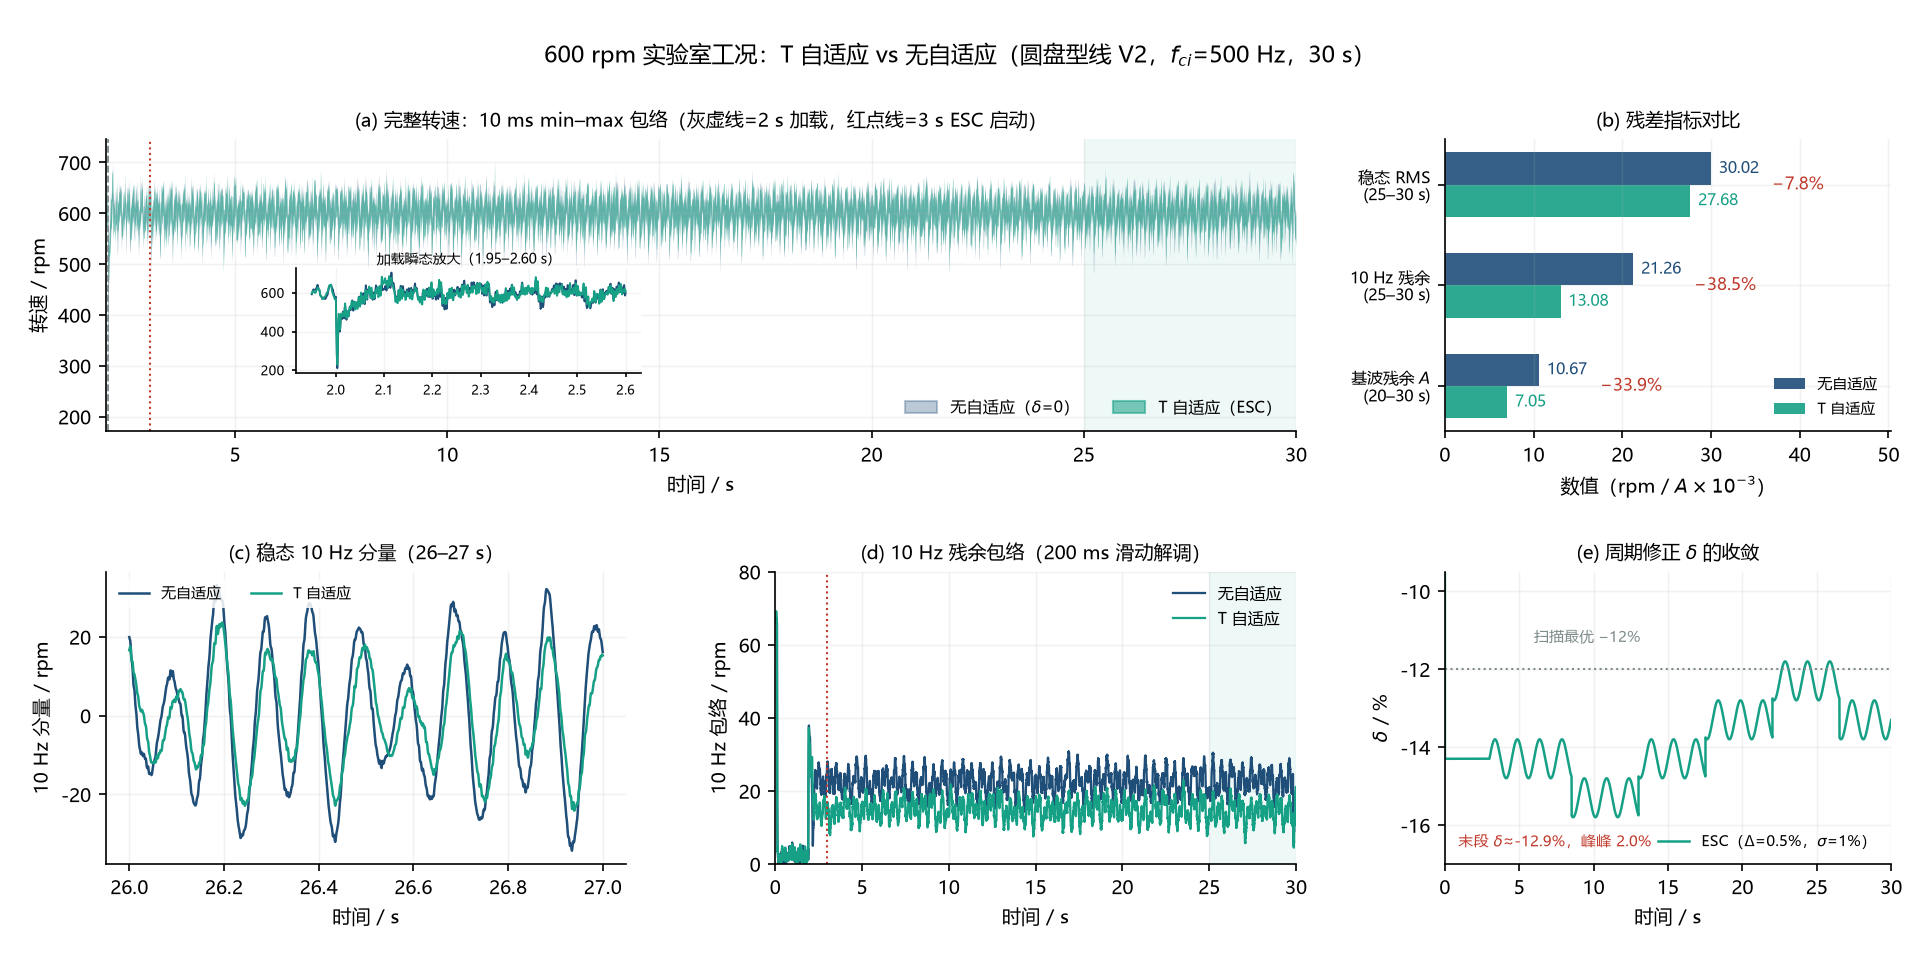 600 rpm 实验室工况：T 自适应 vs 无自适应（圆盘型线 V2，f_ci=500 Hz，30 s）
(a) 完整转速：10 ms min–max 包络（灰虚线=2 s 加载，红点线=3 s ESC 启动）
转速 / rpm
700
600
500
400
300
200
加载瞬态放大（1.95–2.60 s）
600
400
200
2.0 2.1 2.2 2.3 2.4 2.5 2.6
无自适应（δ=0）
T 自适应（ESC）
5 10 15 20 25 30
时间 / s
(b) 残差指标对比
稳态 RMS
(25–30 s)
30.02
27.68
−7.8%
10 Hz 残余
(25–30 s)
21.26
13.08
−38.5%
基波残余 A
(20–30 s)
10.67
7.05
−33.9%
无自适应
T 自适应
0 10 20 30 40 50
数值（rpm / A × 10⁻³）
(c) 稳态 10 Hz 分量（26–27 s）
10 Hz 分量 / rpm
无自适应
T 自适应
20
0
-20
26.0 26.2 26.4 26.6 26.8 27.0
时间 / s
(d) 10 Hz 残余包络（200 ms 滑动解调）
10 Hz 包络 / rpm
80
60
40
20
0
无自适应
T 自适应
0 5 10 15 20 25 30
时间 / s
(e) 周期修正 δ 的收敛
δ / %
-10
-12
-14
-16
扫描最优 −12%
末段 δ≈-12.9%，峰峰 2.0%
ESC（Δ=0.5%，σ=1%）
0 5 10 15 20 25 30
时间 / s